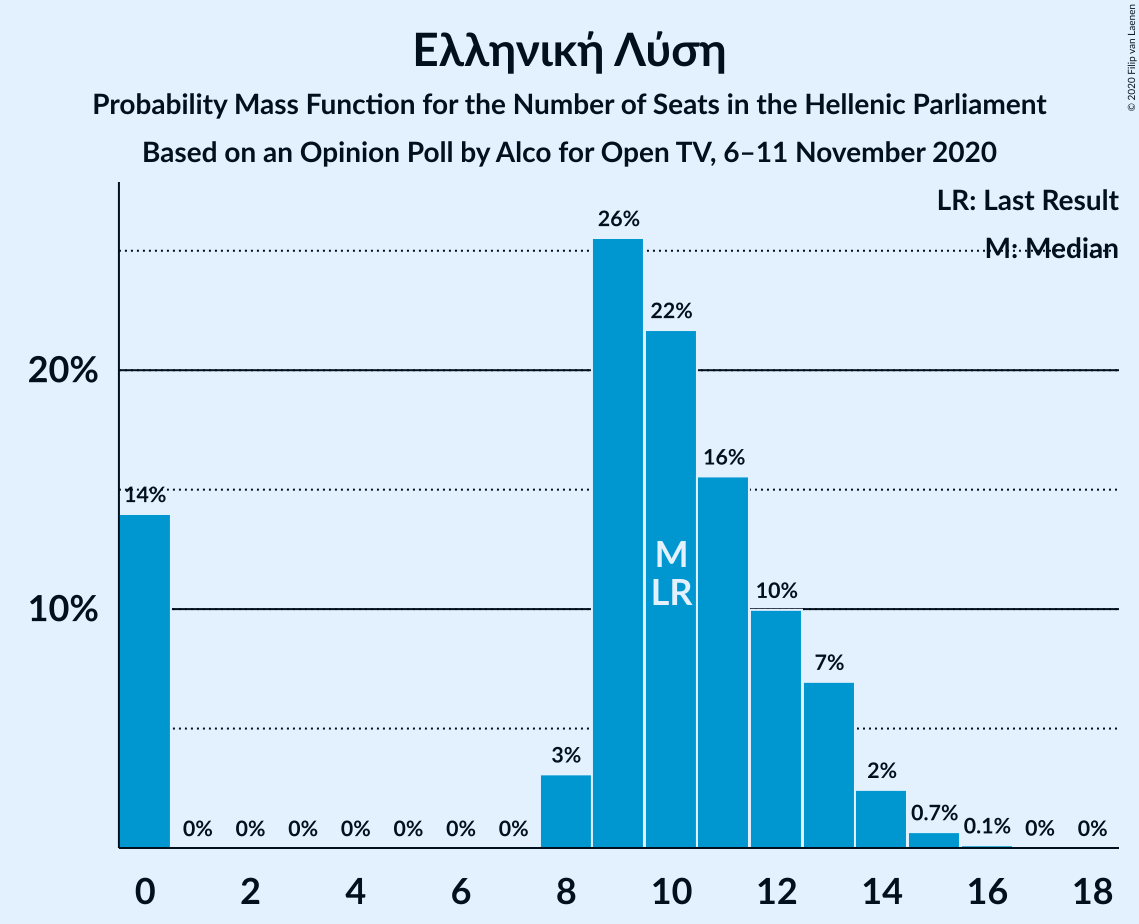 Ελληνική Λύση
Probability Mass Function for the Number of Seats in the Hellenic Parliament
Based on an Opinion Poll by Alco for Open TV, 6–11 November 2020
© 2020 Filip van Laenen
LR: Last Result
M: Median
20%
10%
14%
0%
0%
0%
0%
0%
0%
0%
3%
26%
22%
16%
10%
7%
2%
0.7%
0.1%
0%
0%
M
LR
0 2 4 6 8 10 12 14 16 18